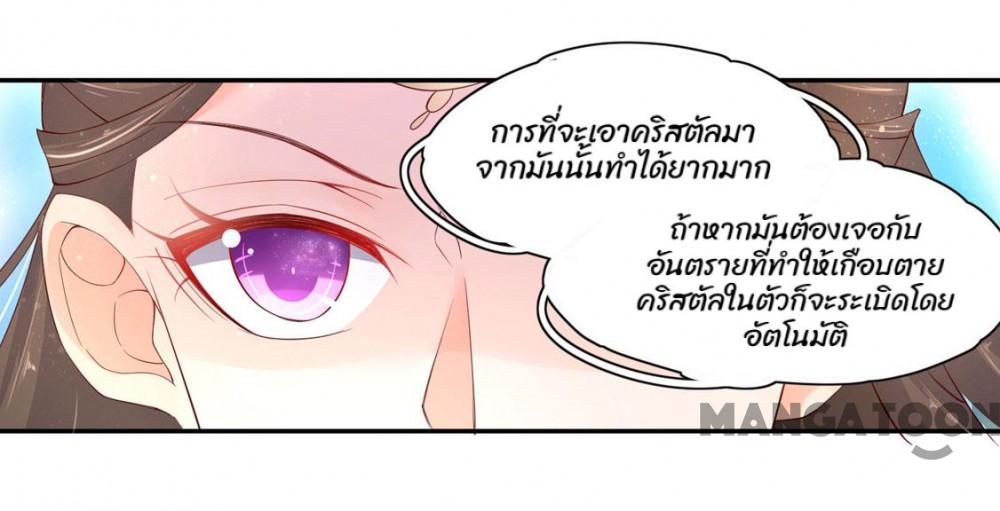 การที่จะเอาคริสตัลมา
จากมันนั้นทำได้ยากมาก
ถ้าหากมันต้องเจอกับ
อันตรายที่ทำให้เกือบตาย
คริสตัลในตัวก็จะระเบิดโดย
อัตโนมัติ
MANGATOON